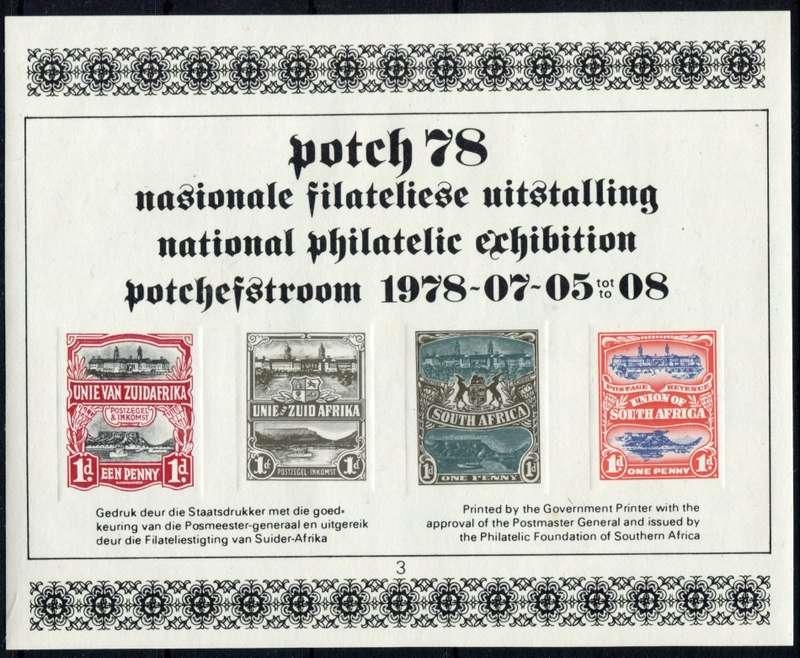 potch 78
nasionale filateliese uitstalling
national philatelic exhibition
potchefstroom 1978-07-05 tot to 08
UNIE VAN ZUIDAFRIKA
POSTZEGEL & INKOMST
1d. 1d.
EEN PENNY
UNIE VAN ZUID AFRIKA
1d 1d
POSTZEGEL-INKOMST
SOUTH AFRICA
1d 1d
ONE PENNY
POSTAGE REVENUE
UNION OF
SOUTH AFRICA
1d 1d
ONE PENNY
Gedruk deur die Staatsdrukker met die goed-
keuring van die Posmeester-generaal en uitgereik
deur die Filateliestigting van Suider-Afrika
Printed by the Government Printer with the
approval of the Postmaster General and issued by
the Philatelic Foundation of Southern Africa
3